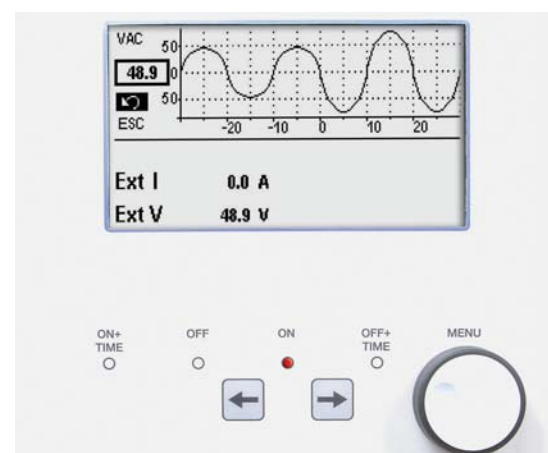 VAC
50
48.9
0
50
ESC
-20 -10 0 10 20
Ext I 0.0 A
Ext V 48.9 V
ON+ TIME
OFF
ON
OFF+ TIME
MENU